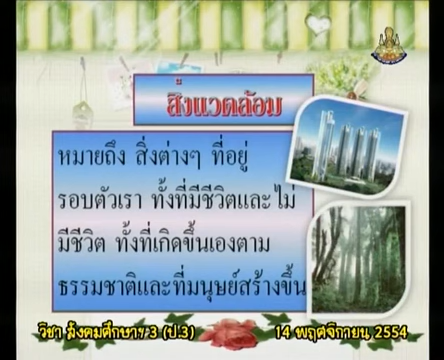 สิ่งแวดล้อม
หมายถึง สิ่งต่างๆ ที่อยู่
รอบตัวเรา ทั้งที่มีชีวิตและไม่
มีชีวิต ทั้งที่เกิดขึ้นเองตาม
ธรรมชาติและที่มนุษย์สร้างขึ้น
วิชา สังคมศึกษาฯ 3 (ป.3) 14 พฤศจิกายน 2554